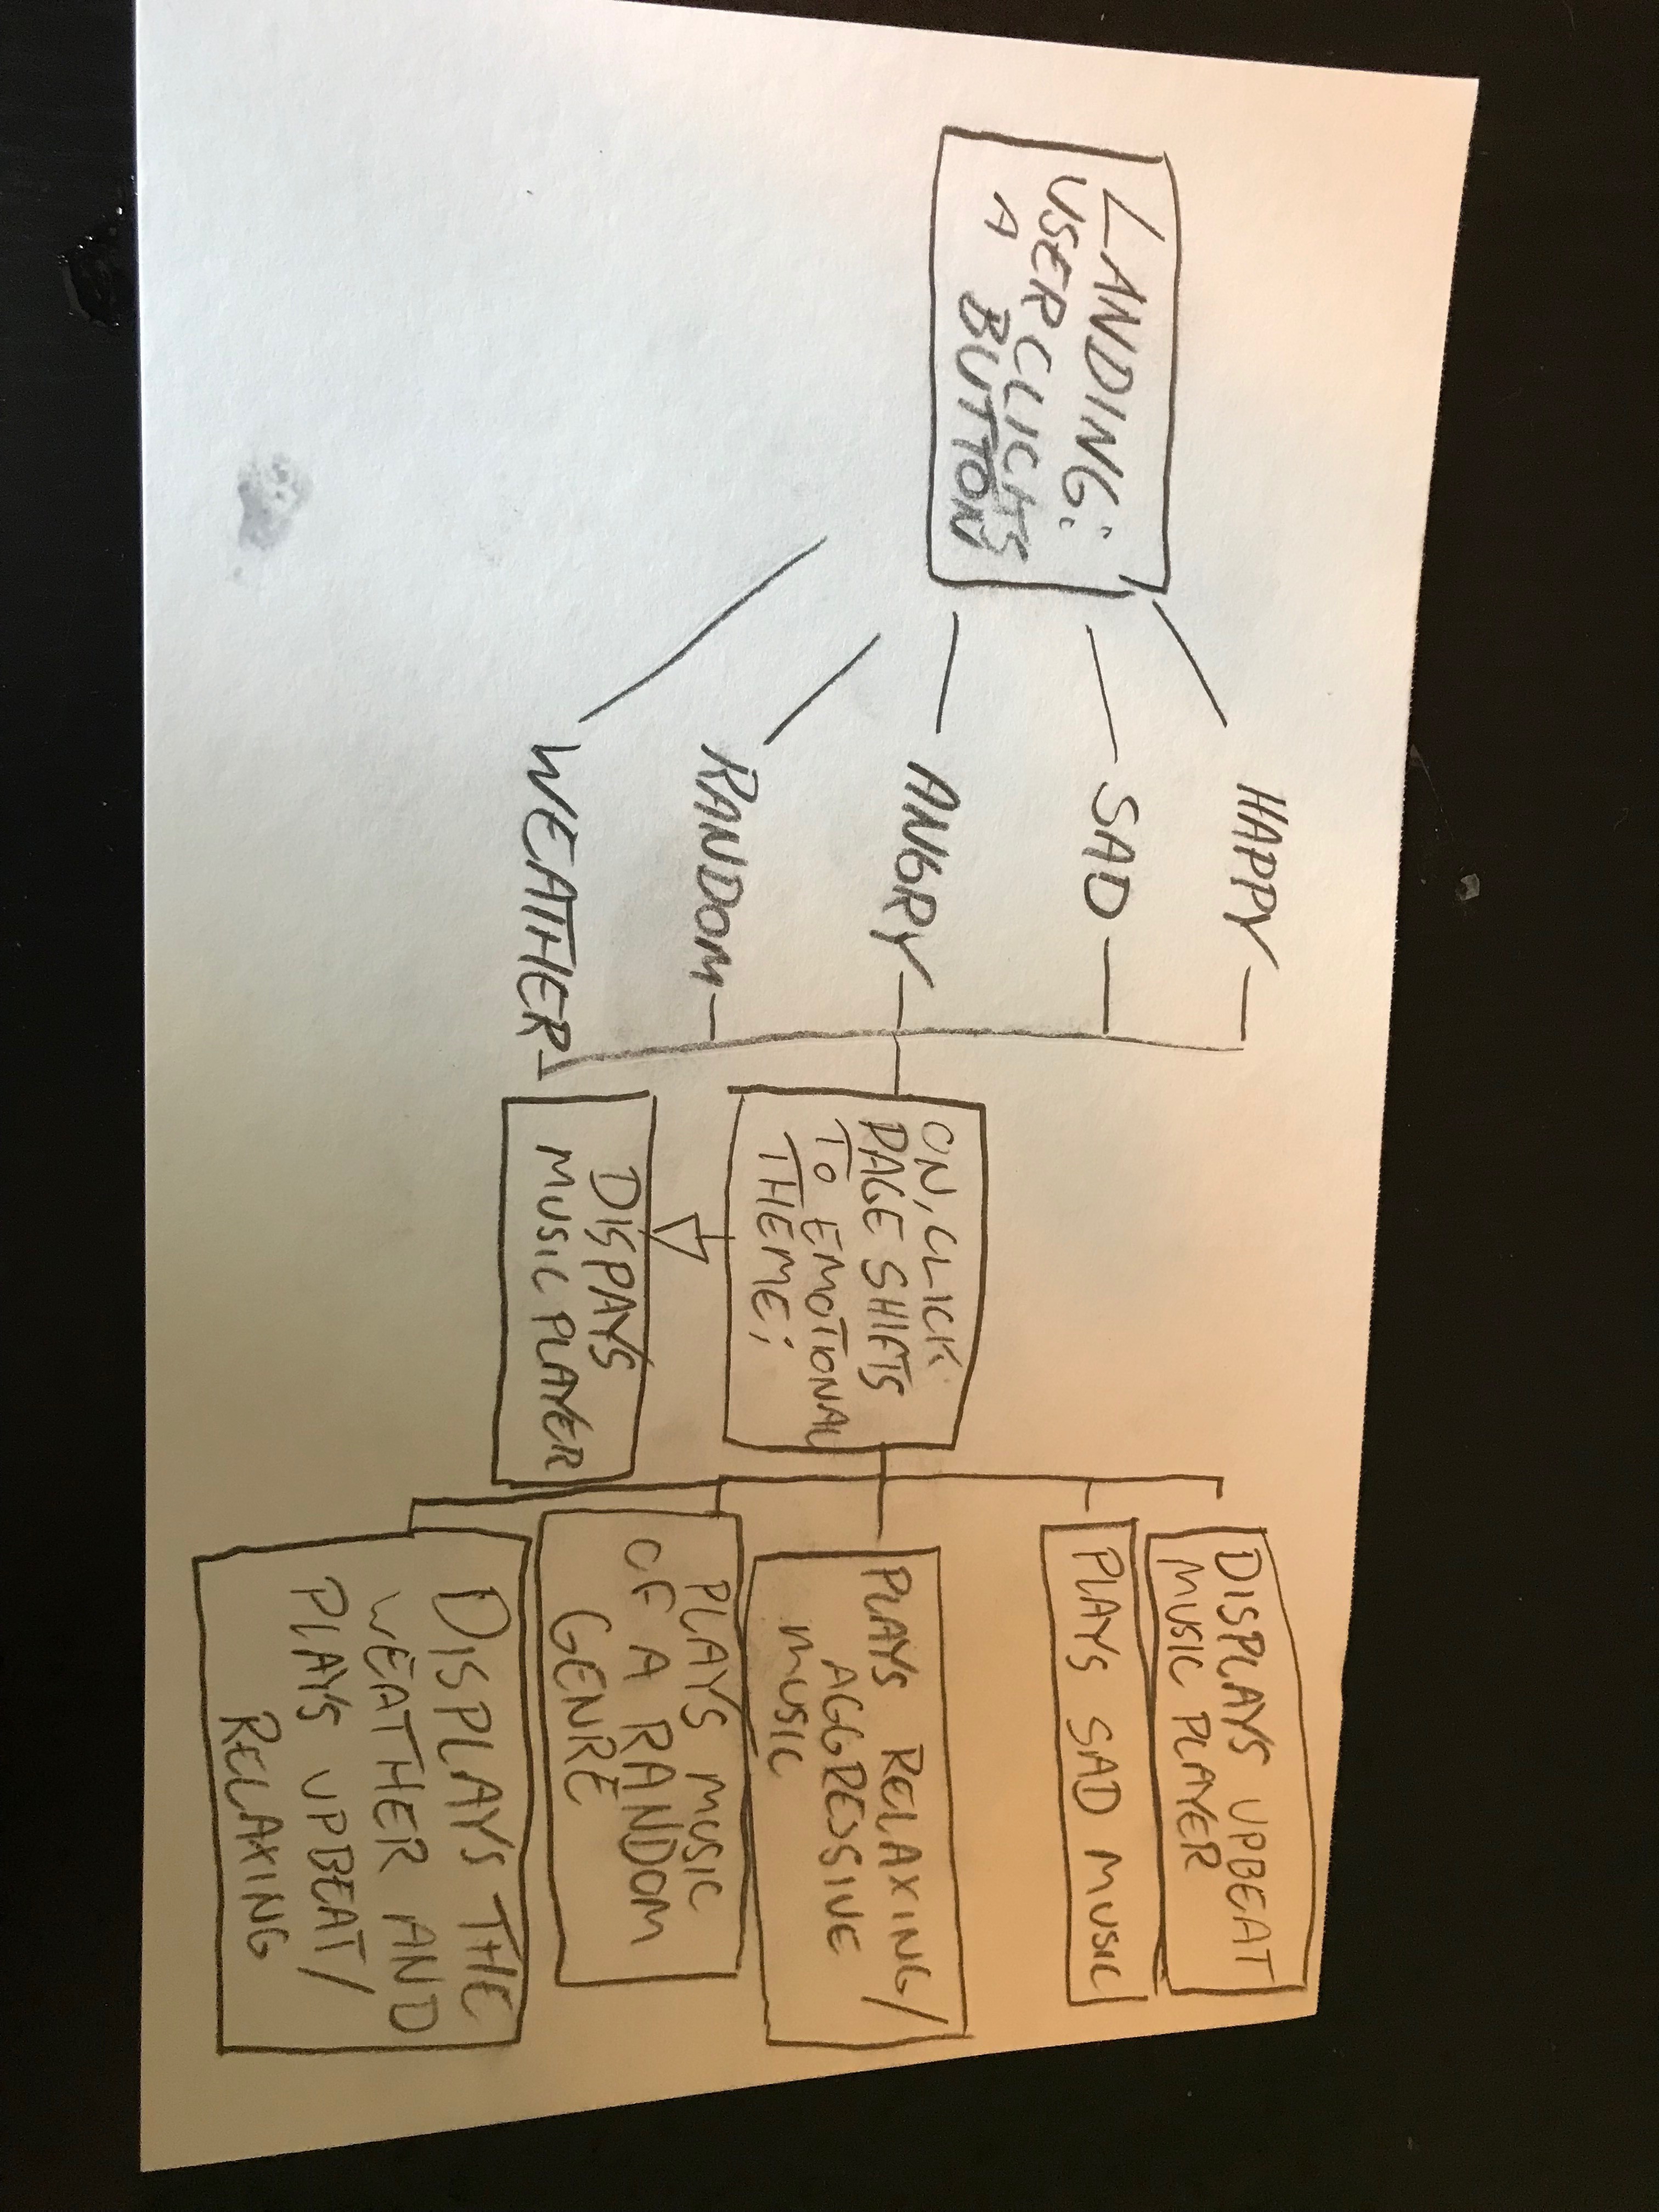 LANDING:
USER CLICKS
A BUTTON
HAPPY
SAD
ANGRY
RANDOM
WEATHER
ON, CLICK
PAGE SHIFTS
TO EMOTIONAL
THEME;
DISPAYS
MUSIC PLAYER
DISPLAYS UPBEAT
MUSIC PLAYER
PLAYS SAD MUSIC
PLAYS RELAXING/
AGGRESSIVE
MUSIC
PLAYS MUSIC
OF A RANDOM
GENRE
DISPLAYS THE
WEATHER AND
PLAYS UPBEAT/
RELAXING